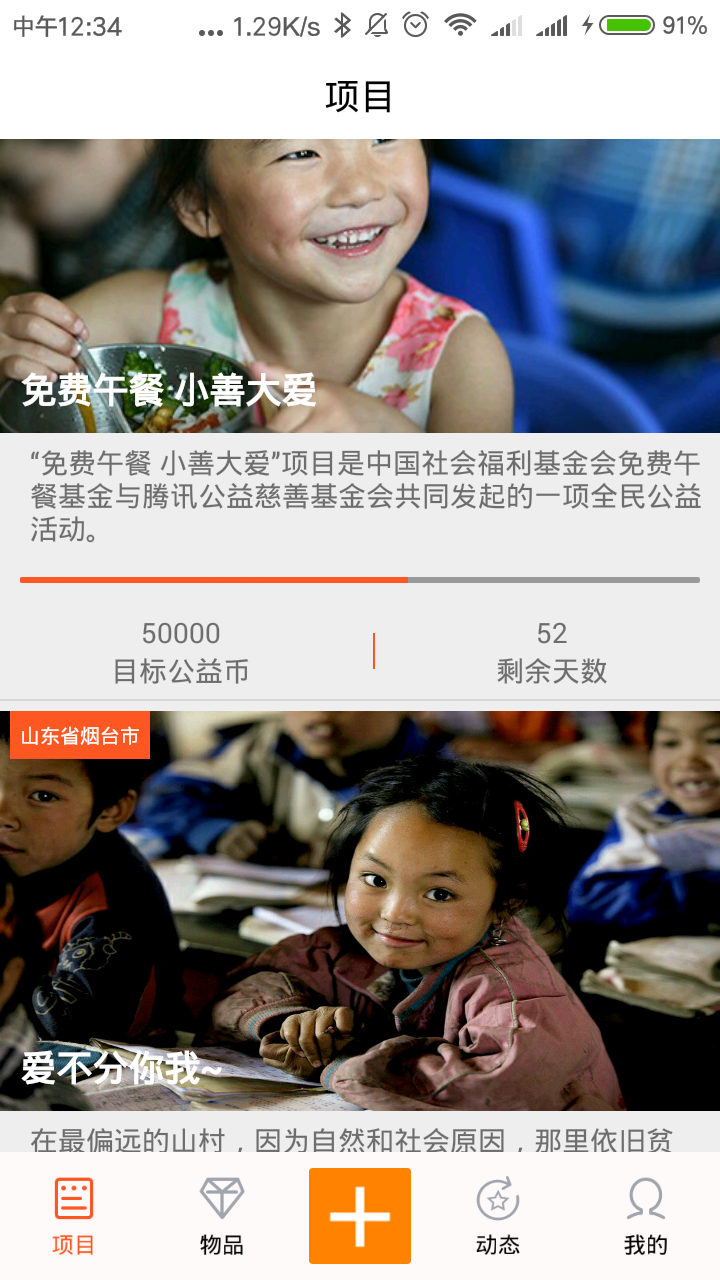 中午12:34 ... 1.29K/s 91%
项目
免费午餐 小善大爱
“免费午餐 小善大爱”项目是中国社会福利基金会免费午
餐基金与腾讯公益慈善基金会共同发起的一项全民公益
活动。
50000 52
目标公益币 剩余天数
山东省烟台市
爱不分你我~
在最偏远的山村，因为自然和社会原因，那里依旧贫
项目 物品 动态 我的